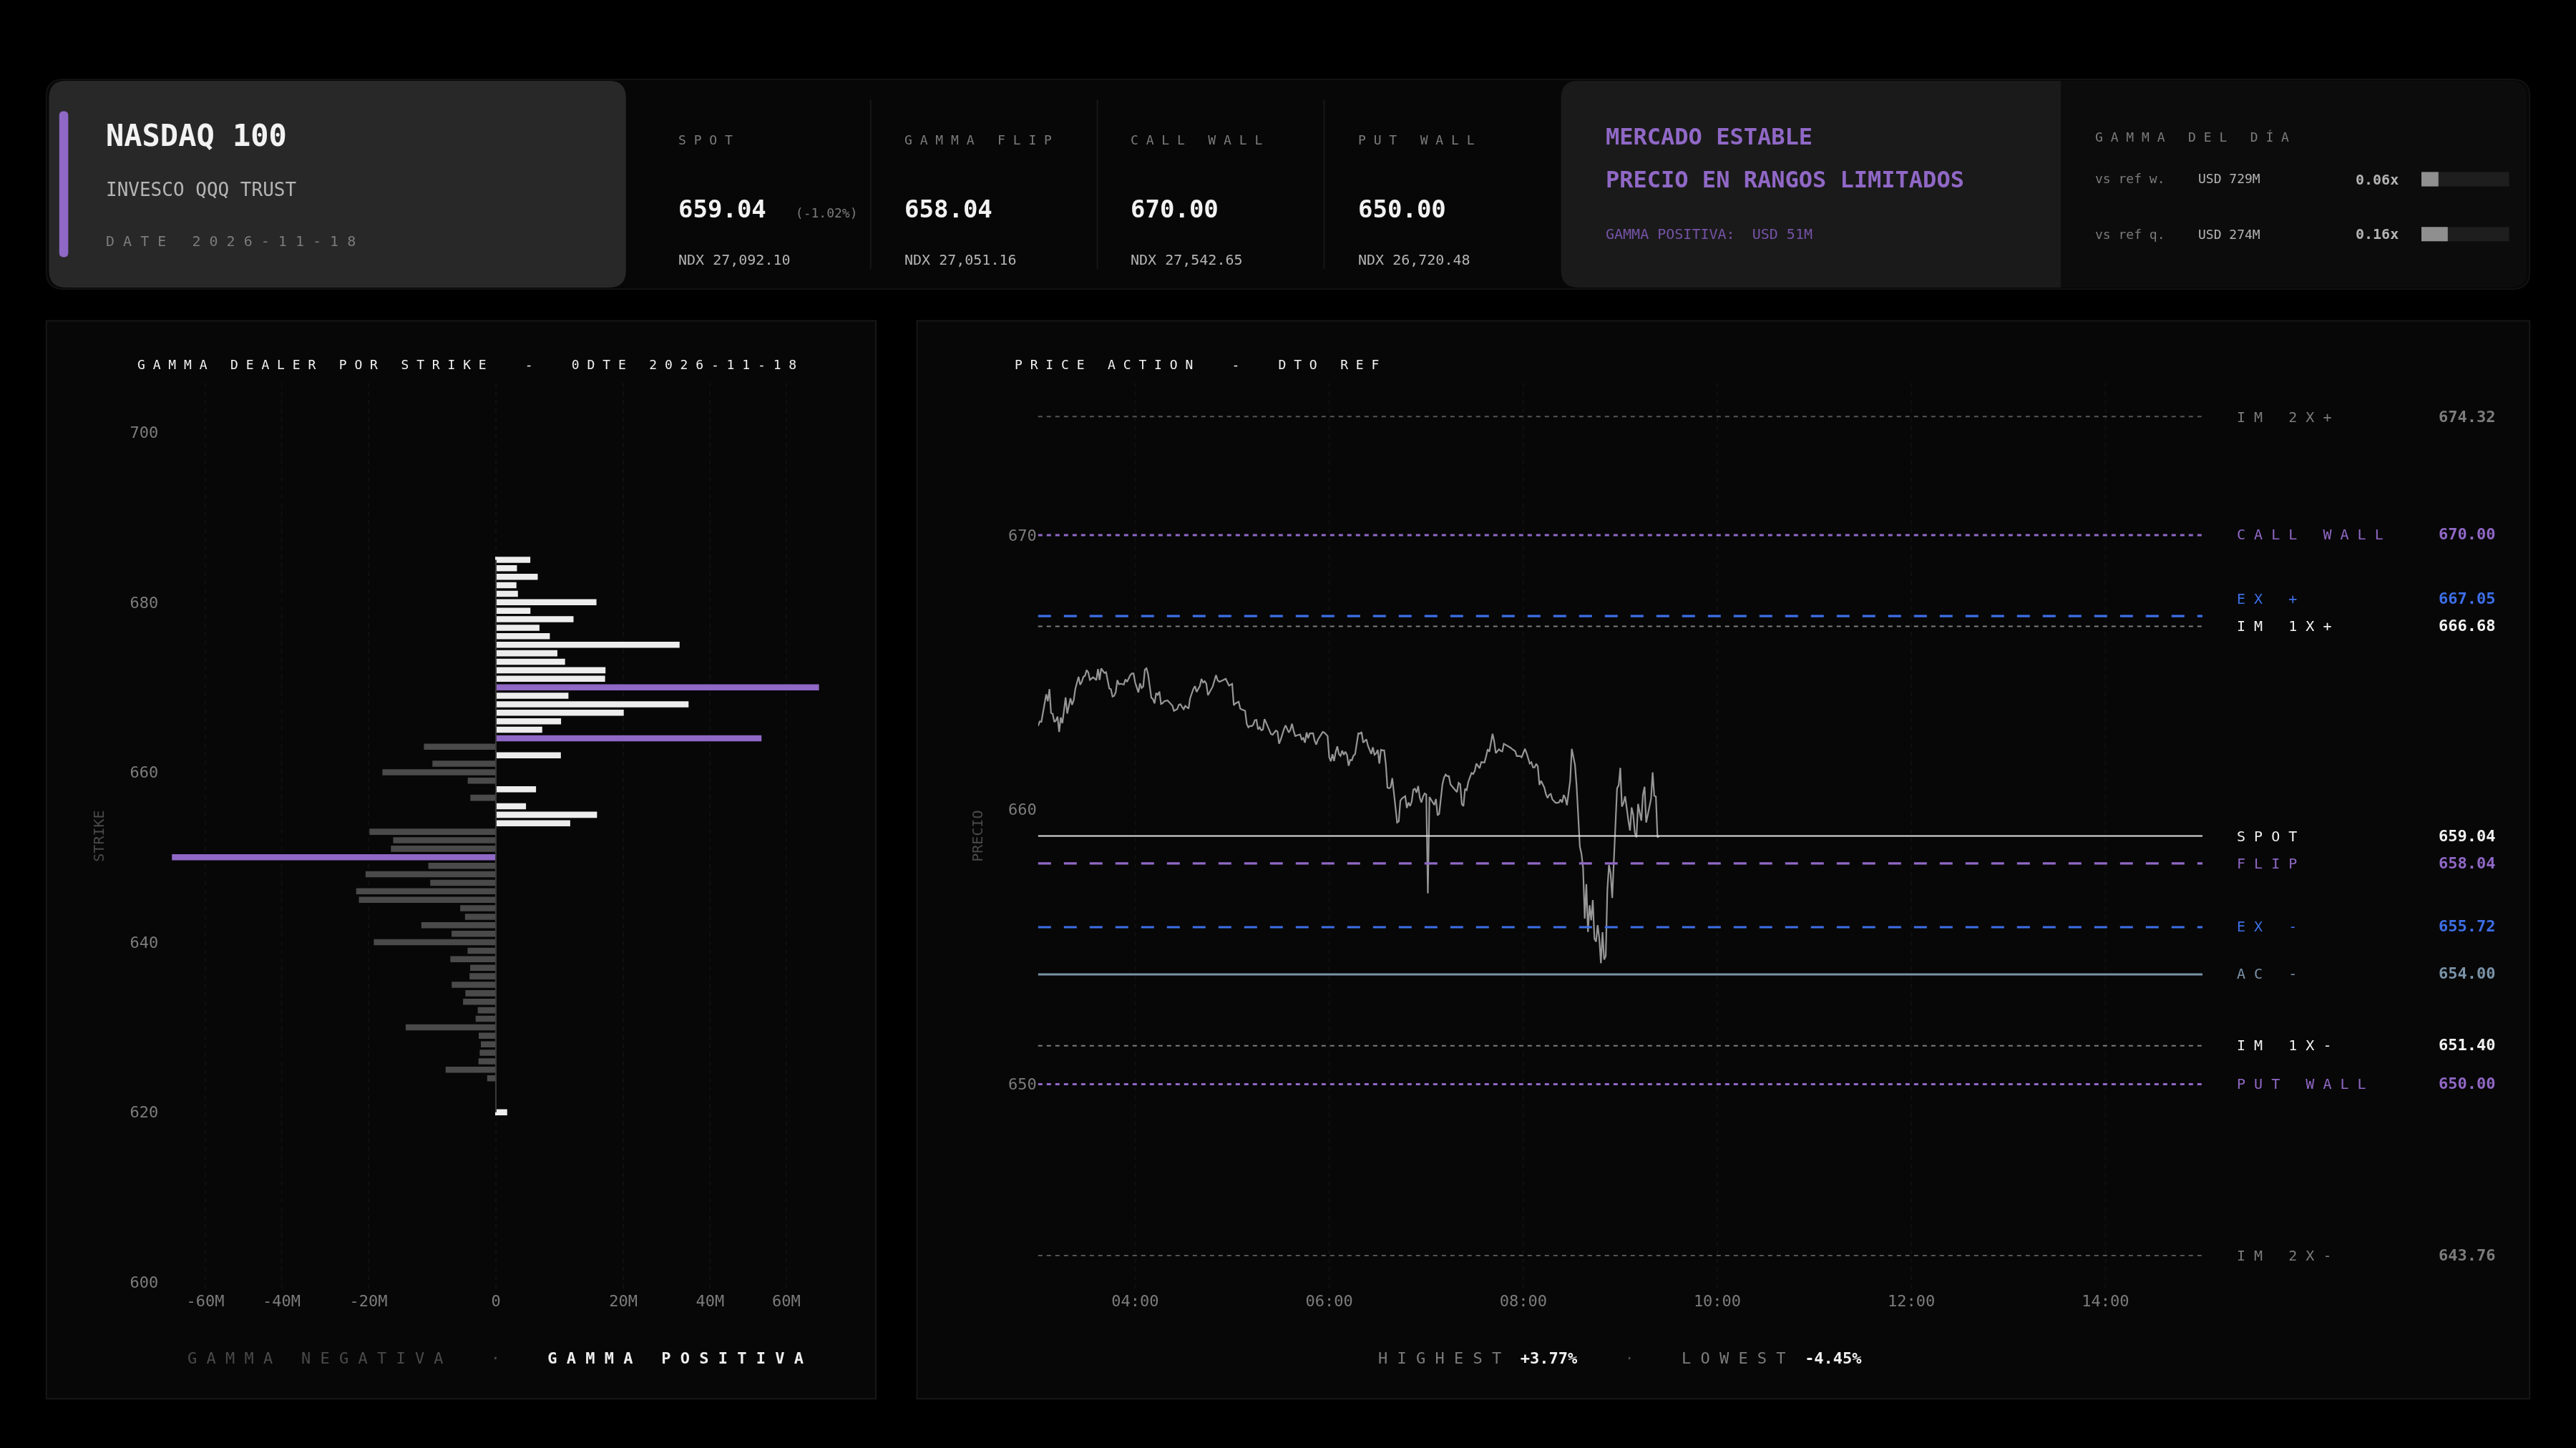 NASDAQ 100
INVESCO QQQ TRUST
DATE 2026-11-18
SPOT
659.04 (-1.02%)
NDX 27,092.10
GAMMA FLIP
658.04
NDX 27,051.16
CALL WALL
670.00
NDX 27,542.65
PUT WALL
650.00
NDX 26,720.48
MERCADO ESTABLE
PRECIO EN RANGOS LIMITADOS
GAMMA POSITIVA: USD 51M
GAMMA DEL DÍA
vs ref w. USD 729M 0.06x
vs ref q. USD 274M 0.16x
GAMMA DEALER POR STRIKE - 0DTE 2026-11-18
STRIKE
700
680
660
640
620
600
-60M -40M -20M 0 20M 40M 60M
GAMMA NEGATIVA · GAMMA POSITIVA
PRICE ACTION - DTO REF
PRECIO
670
660
650
IM 2X+ 674.32
CALL WALL 670.00
EX + 667.05
IM 1X+ 666.68
SPOT 659.04
FLIP 658.04
EX - 655.72
AC - 654.00
IM 1X- 651.40
PUT WALL 650.00
IM 2X- 643.76
04:00 06:00 08:00 10:00 12:00 14:00
HIGHEST +3.77% · LOWEST -4.45%